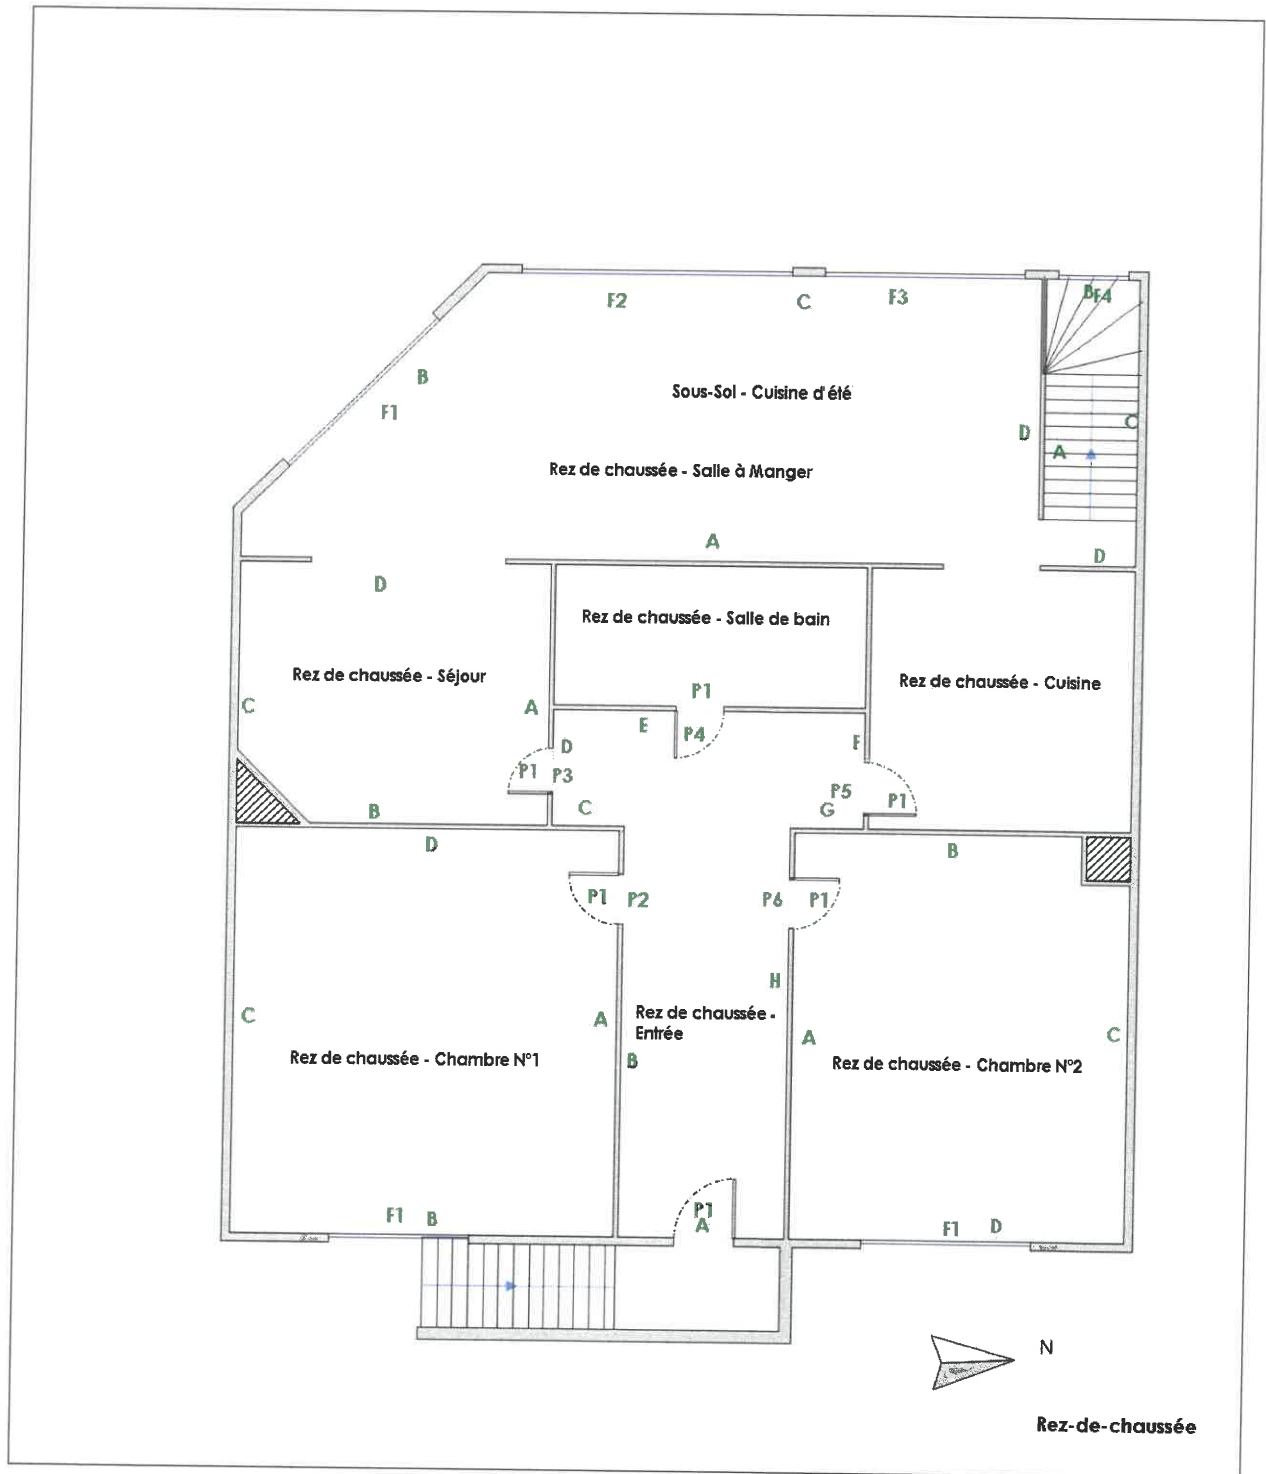 F2
C
F3
BF4
B
F1
Sous-Sol - Cuisine d'été
D
C
A
Rez de chaussée - Salle à Manger
A
D
D
Rez de chaussée - Salle de bain
Rez de chaussée - Séjour
Rez de chaussée - Cuisine
C
A
P1
E
P4
F
D
P1
P3
P5
P1
B
C
G
D
B
P1
P2
P6
P1
H
C
A
Rez de chaussée -
Entrée
A
C
B
Rez de chaussée - Chambre N°1
Rez de chaussée - Chambre N°2
F1
B
P1
A
F1
D
N
Rez-de-chaussée